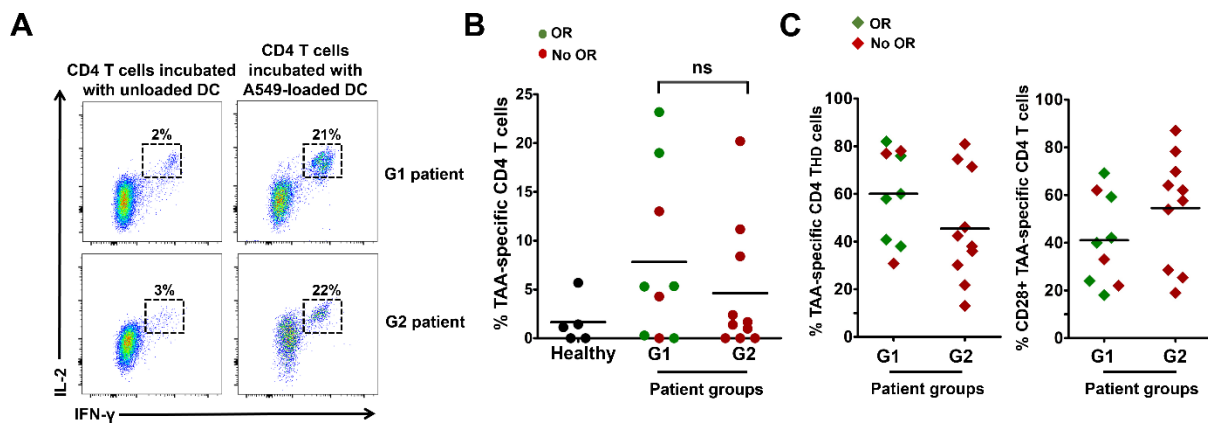 A
CD4 T cells incubated
with unloaded DC
CD4 T cells
incubated with
A549-loaded DC
2%
21%
G1 patient
3%
22%
G2 patient
IL-2
IFN-γ
B
OR
No OR
ns
% TAA-specific CD4 T cells
25
20
15
10
5
0
Healthy
G1
G2
Patient groups
C
OR
No OR
% TAA-specific CD4 THD cells
100
80
60
40
20
0
G1
G2
Patient groups
% CD28+ TAA-specific CD4 T cells
100
80
60
40
20
0
G1
G2
Patient groups